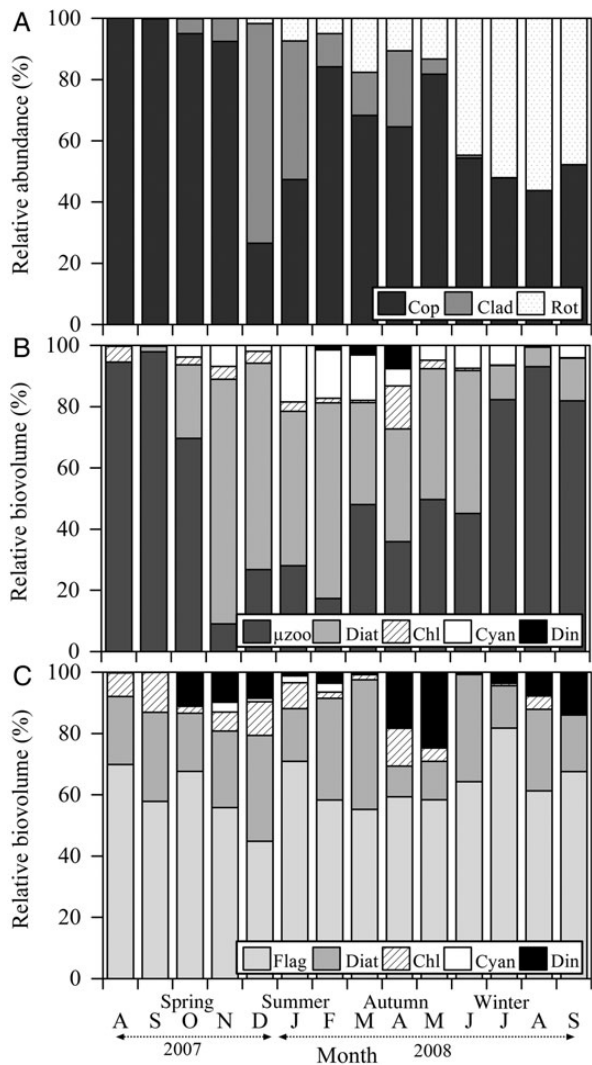 A
Relative abundance (%)
100
80
60
40
20
0
Cop Clad Rot
B
Relative biovolume (%)
100
80
60
40
20
0
μzoo Diat Chl Cyan Din
C
Relative biovolume (%)
100
80
60
40
20
0
Flag Diat Chl Cyan Din
Spring Summer Autumn Winter
A S O N D J F M A M J J A S
2007 2008
Month